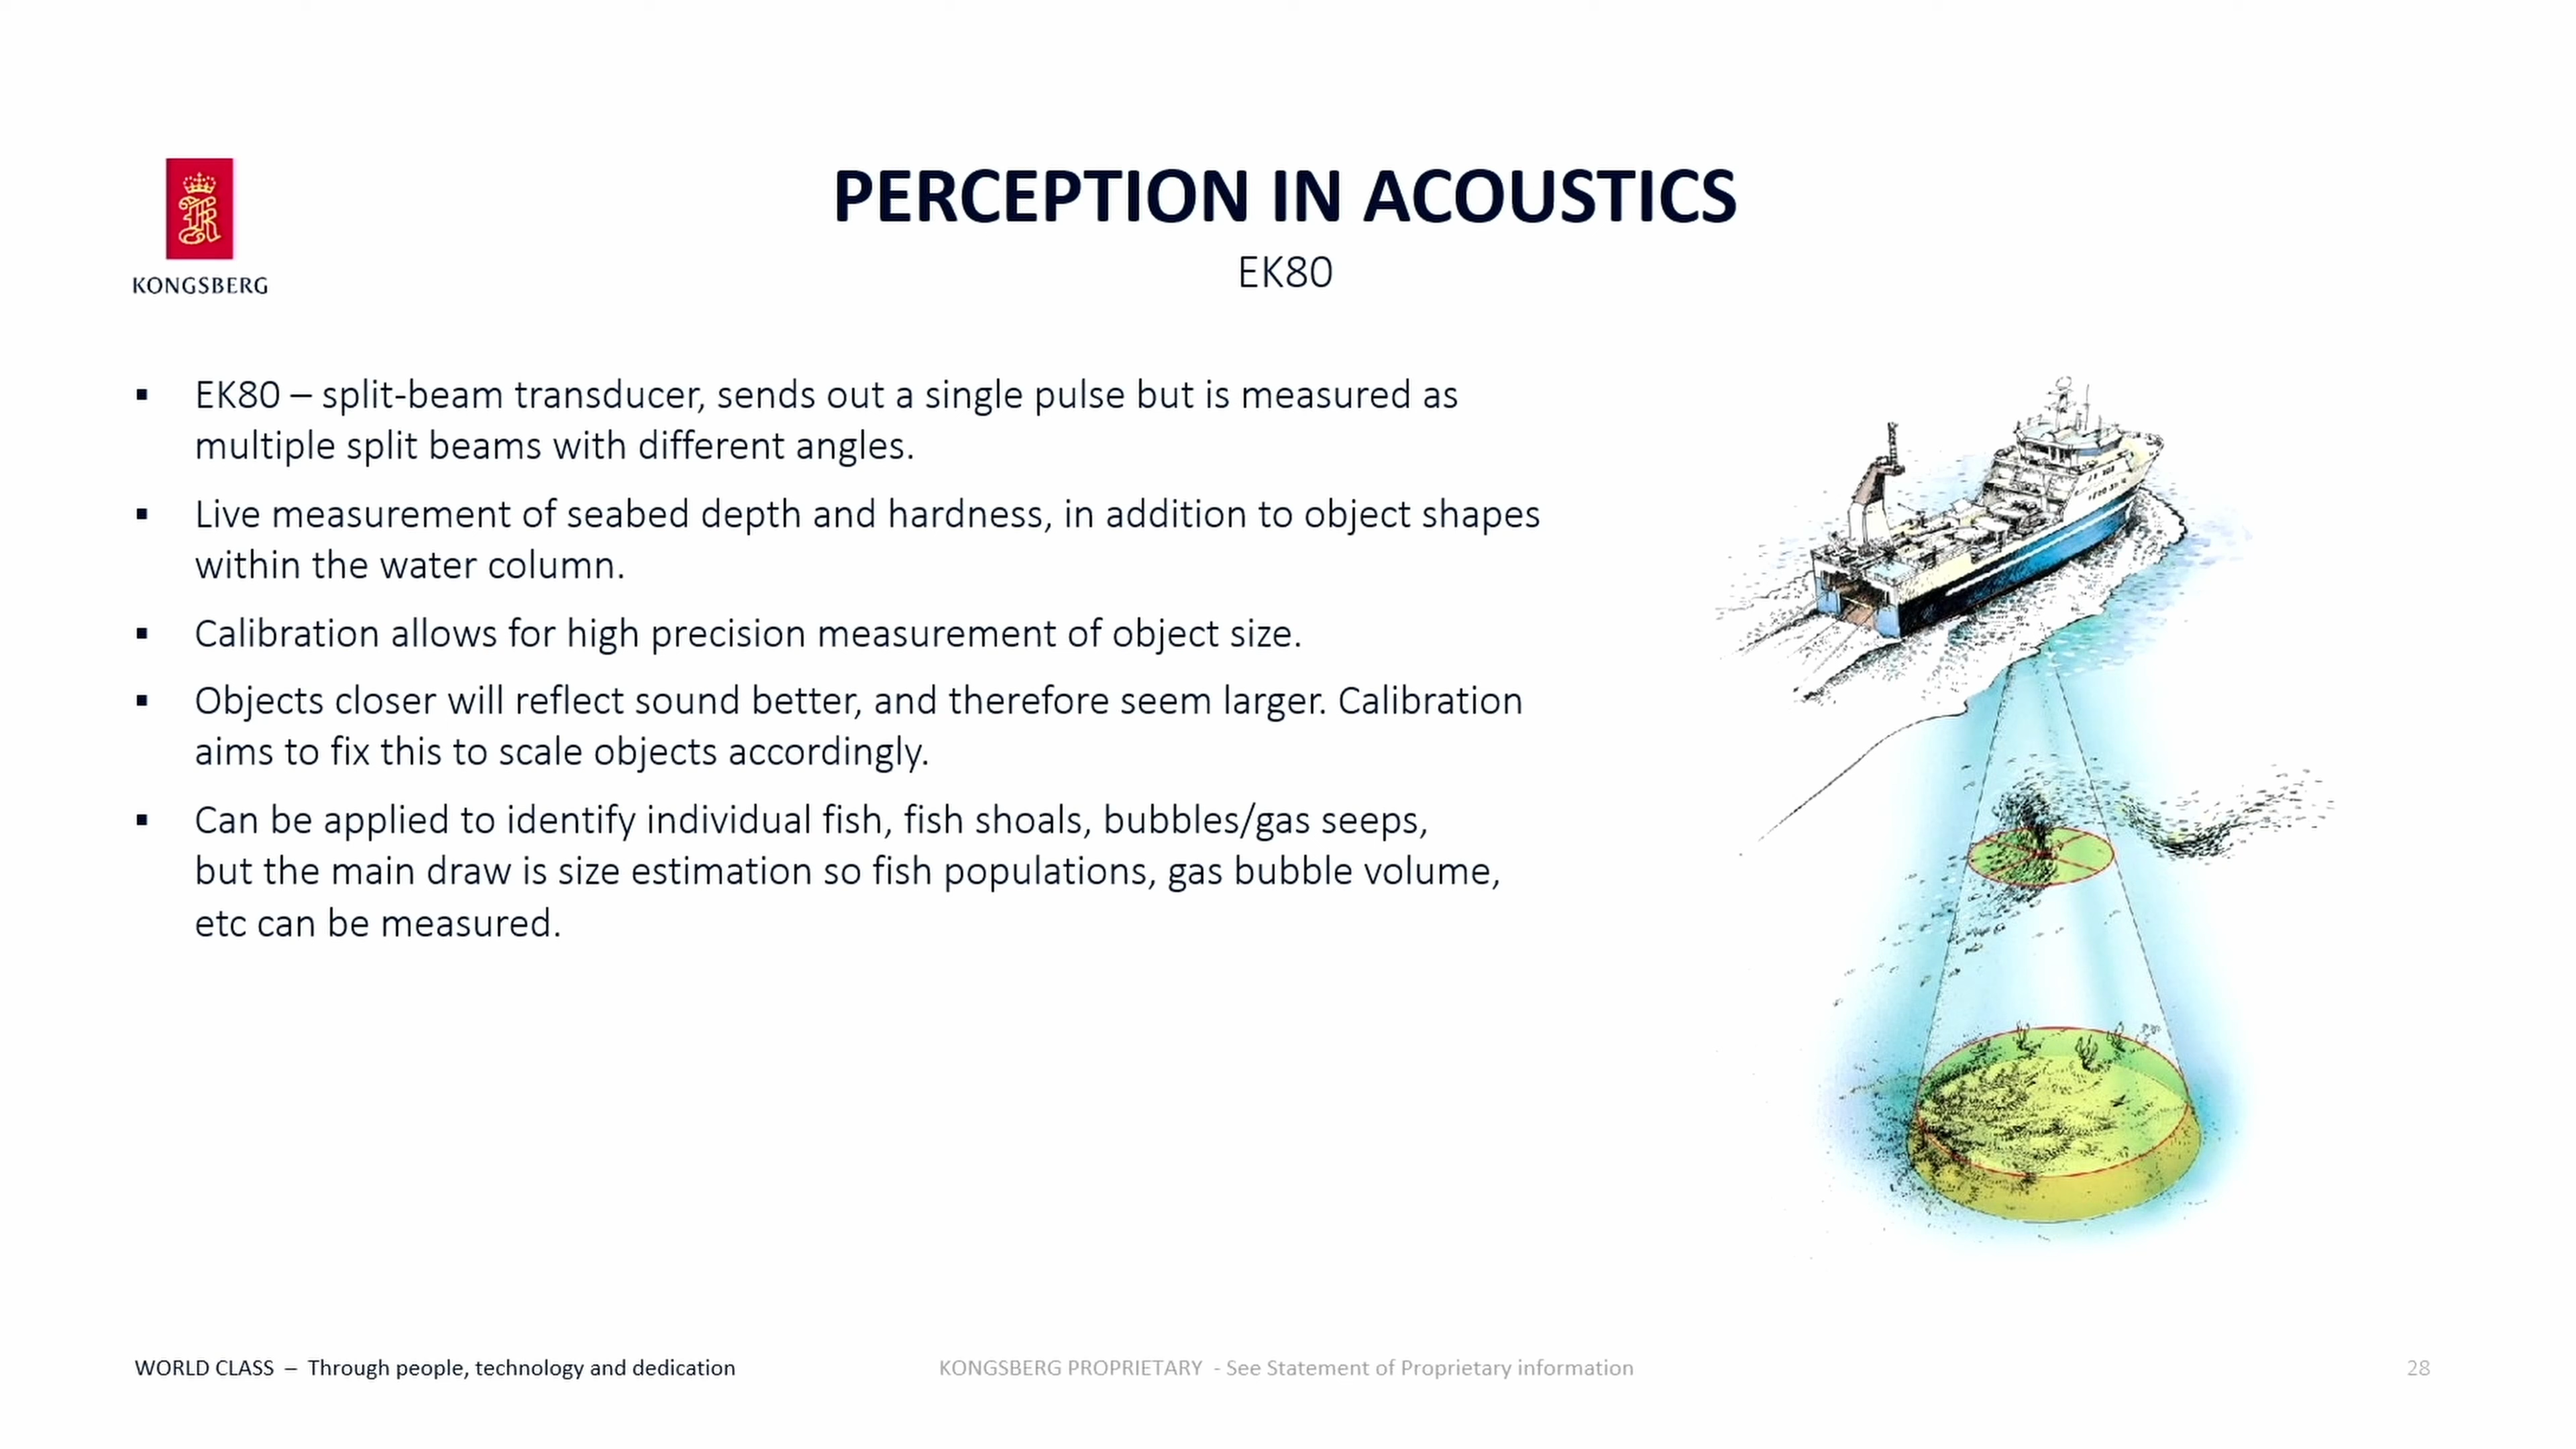 KONGSBERG
PERCEPTION IN ACOUSTICS
EK80
▪ EK80 – split-beam transducer, sends out a single pulse but is measured as
multiple split beams with different angles.
▪ Live measurement of seabed depth and hardness, in addition to object shapes
within the water column.
▪ Calibration allows for high precision measurement of object size.
▪ Objects closer will reflect sound better, and therefore seem larger. Calibration
aims to fix this to scale objects accordingly.
▪ Can be applied to identify individual fish, fish shoals, bubbles/gas seeps,
but the main draw is size estimation so fish populations, gas bubble volume,
etc can be measured.
WORLD CLASS – Through people, technology and dedication
KONGSBERG PROPRIETARY - See Statement of Proprietary information
28